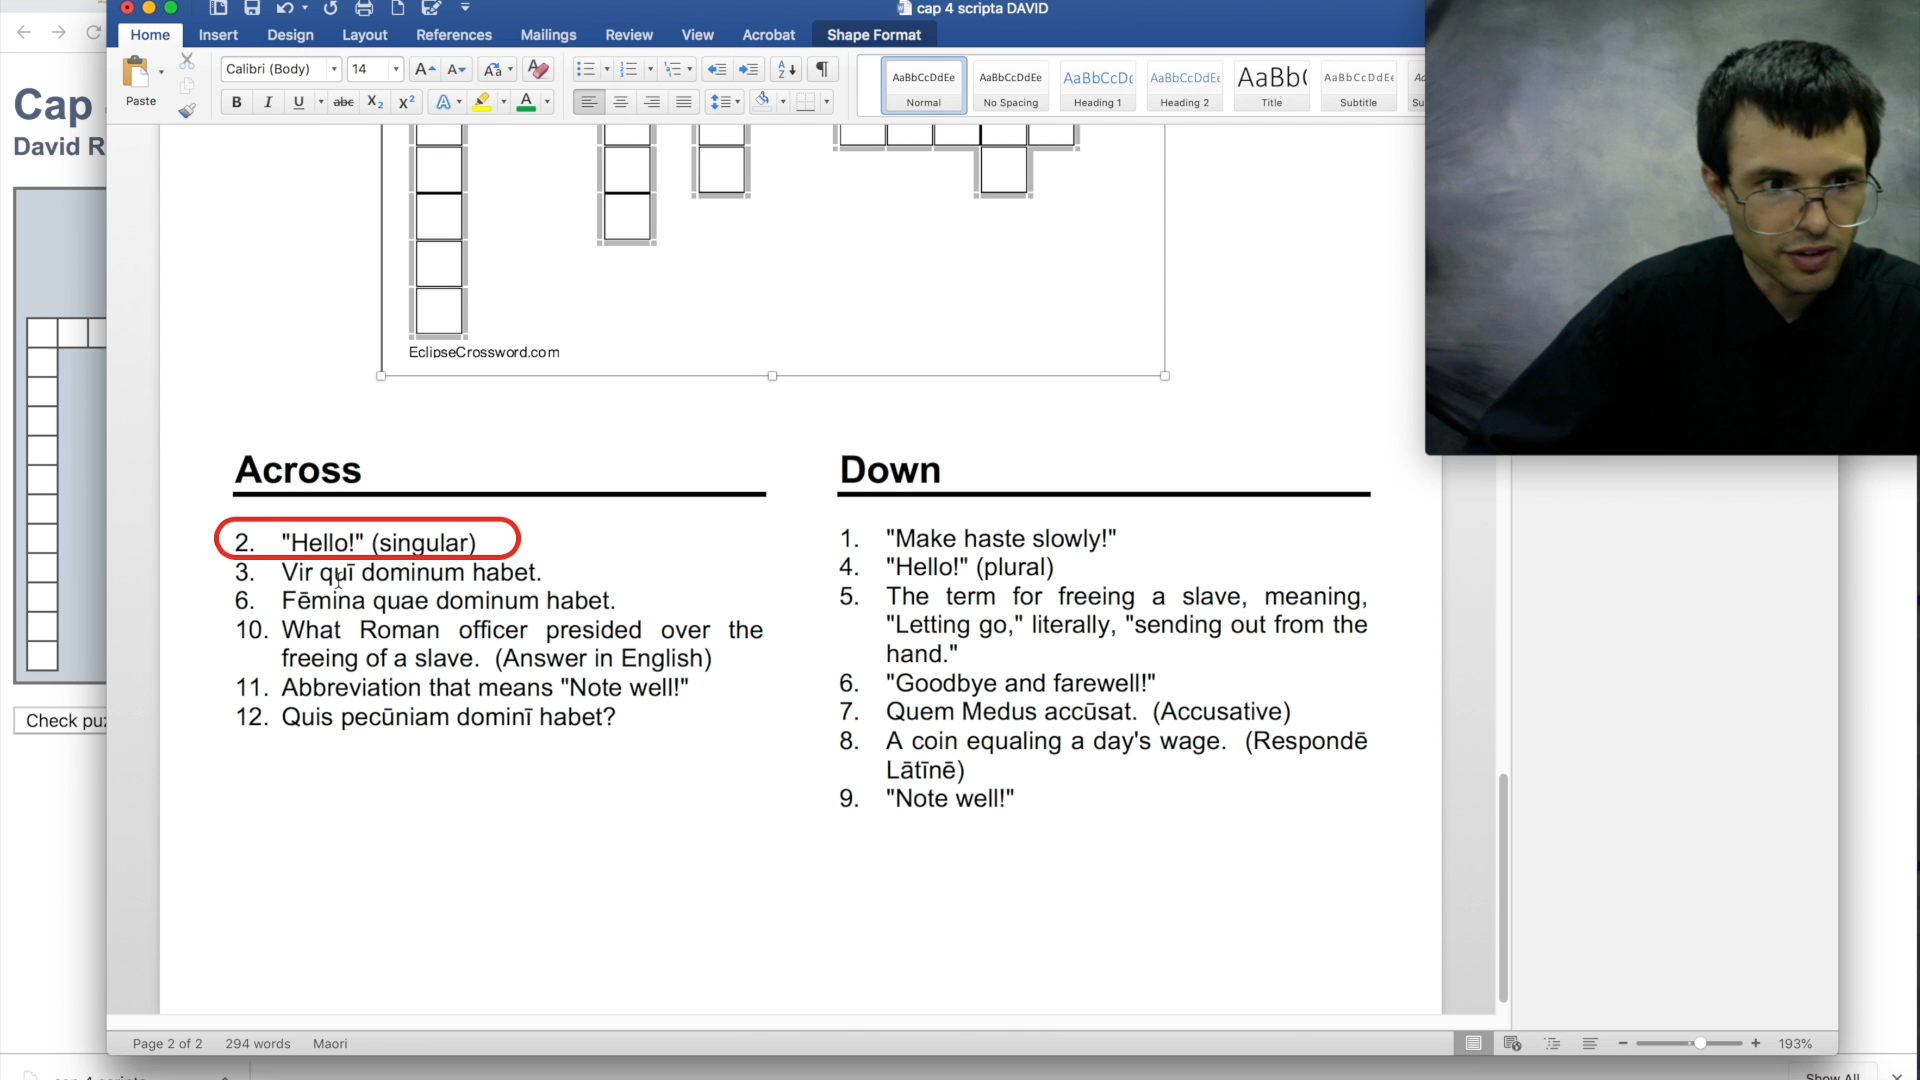 cap 4 scripta DAVID
Home Insert Design Layout References Mailings Review View Acrobat Shape Format
Cap
David R
Paste
Calibri (Body) 14
AaBbCcDdEe Normal
AaBbCcDdEe No Spacing
AaBbCcDc Heading 1
AaBbCcDdEe Heading 2
AaBb( Title
AaBbCcDdEe Subtitle
EclipseCrossword.com
Across
2. "Hello!" (singular)
3. Vir quī dominum habet.
6. Fēmina quae dominum habet.
10. What Roman officer presided over the
freeing of a slave. (Answer in English)
11. Abbreviation that means "Note well!"
12. Quis pecūniam dominī habet?
Down
1. "Make haste slowly!"
4. "Hello!" (plural)
5. The term for freeing a slave, meaning,
"Letting go," literally, "sending out from the
hand."
6. "Goodbye and farewell!"
7. Quem Medus accūsat. (Accusative)
8. A coin equaling a day's wage. (Respondē
Lātīnē)
9. "Note well!"
Check puz
Page 2 of 2 294 words Maori
193%
Show All